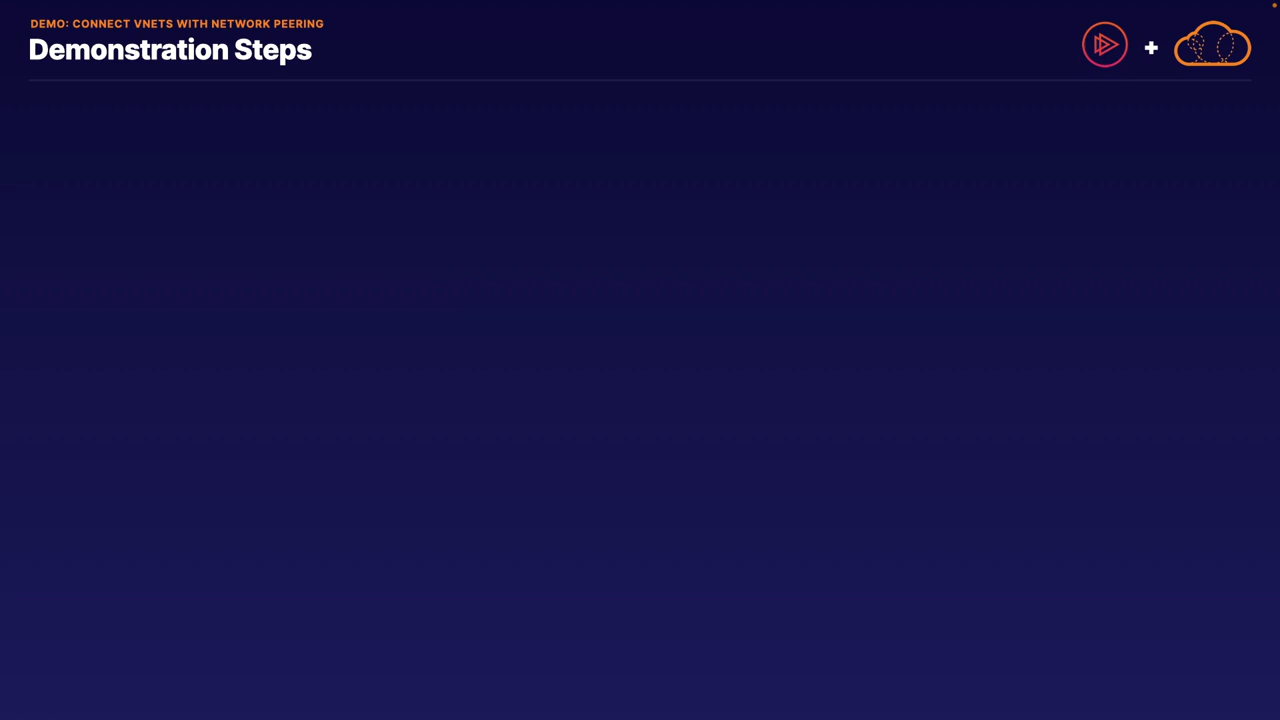 DEMO: CONNECT VNETS WITH NETWORK PEERING
Demonstration Steps
+